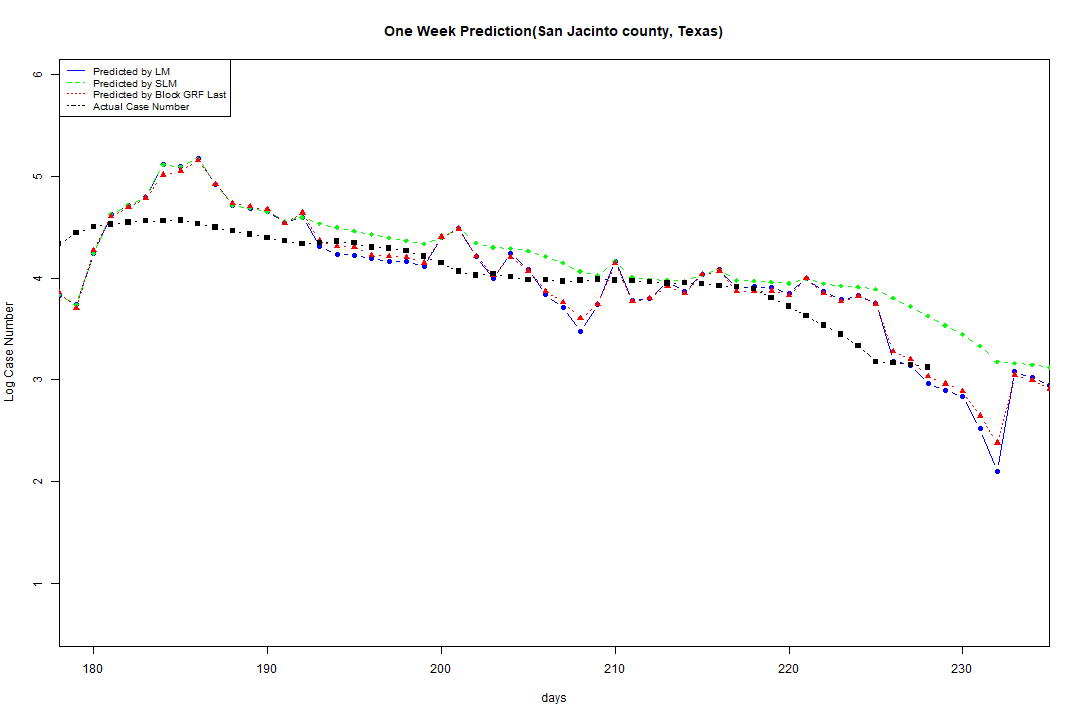 One Week Prediction(San Jacinto county, Texas)
Predicted by LM
Predicted by SLM
Predicted by Block GRF Last
Actual Case Number
6
5
4
3
2
1
Log Case Number
180 190 200 210 220 230
days